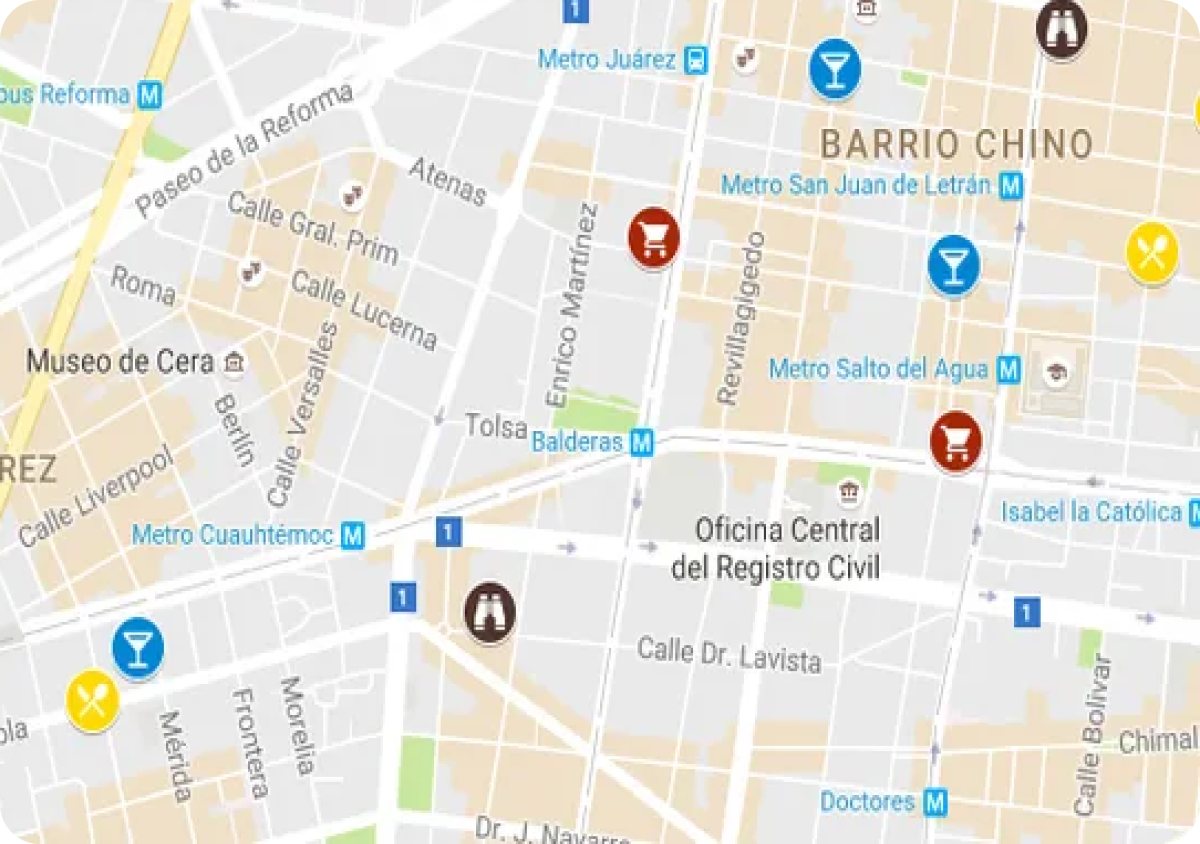 1
Metro Juárez
ous Reforma M
Paseo de la Reforma
BARRIO CHINO
Atenas
Metro San Juan de Letrán M
Calle Gral. Prim
Enrico Martínez
Revillagigedo
Roma
Calle Lucerna
Museo de Cera
Calle Versalles
Metro Salto del Agua M
Berlín
Tolsa
Balderas M
REZ
Calle Liverpool
Isabel la Católica M
Metro Cuauhtémoc M
1
Oficina Central
del Registro Civil
1
1
Calle Dr. Lavista
Calle Bolivar
Morelia
Frontera
Mérida
ola
Chimal
Doctores M
Dr. J. Navarro